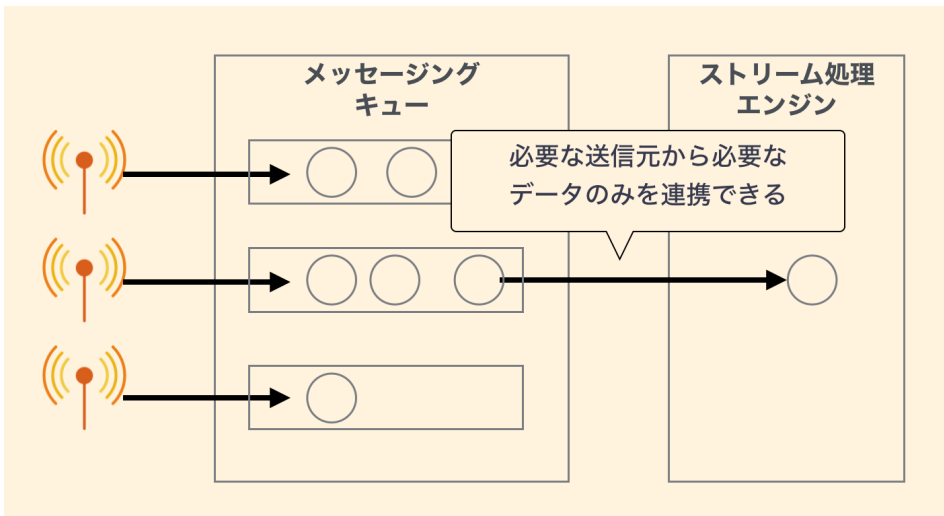 メッセージング
キュー
ストリーム処理
エンジン
必要な送信元から必要な
データのみを連携できる